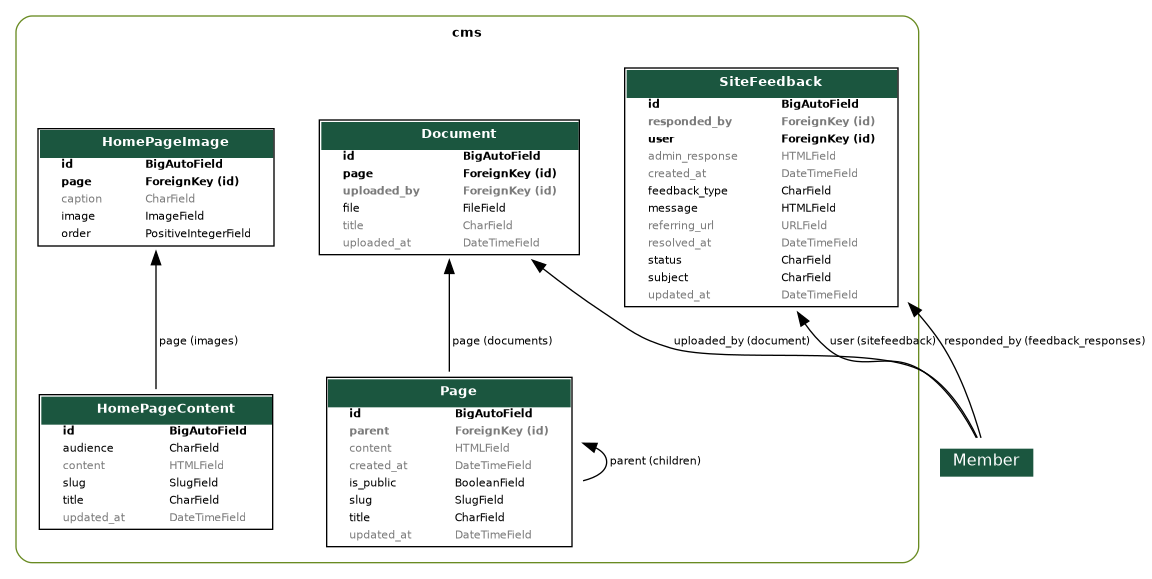 cms
SiteFeedback
id BigAutoField
responded_by ForeignKey (id)
user ForeignKey (id)
admin_response HTMLField
created_at DateTimeField
feedback_type CharField
message HTMLField
referring_url URLField
resolved_at DateTimeField
status CharField
subject CharField
updated_at DateTimeField
Document
id BigAutoField
page ForeignKey (id)
uploaded_by ForeignKey (id)
file FileField
title CharField
uploaded_at DateTimeField
HomePageImage
id BigAutoField
page ForeignKey (id)
caption CharField
image ImageField
order PositiveIntegerField
page (images)
page (documents)
uploaded_by (document)
user (sitefeedback)
responded_by (feedback_responses)
HomePageContent
id BigAutoField
audience CharField
content HTMLField
slug SlugField
title CharField
updated_at DateTimeField
Page
id BigAutoField
parent ForeignKey (id)
content HTMLField
created_at DateTimeField
is_public BooleanField
slug SlugField
title CharField
updated_at DateTimeField
parent (children)
Member